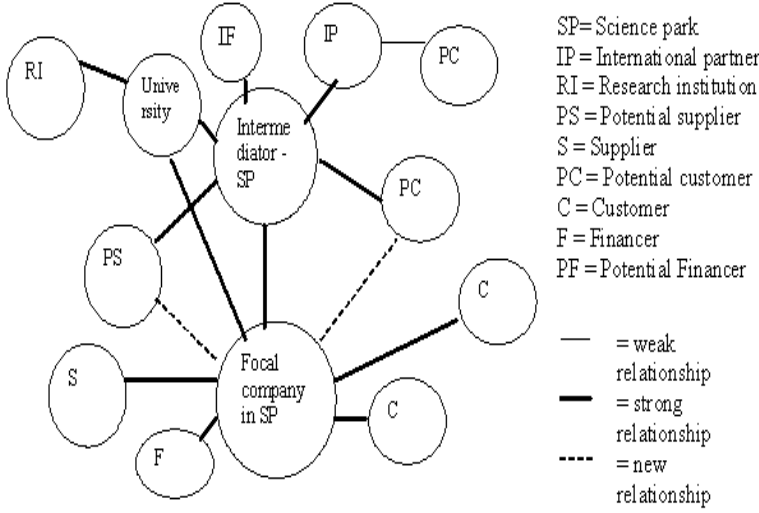 RI
Unive
rsity
IF
IP
PC
Interme
diator -
SP
PC
PS
C
Focal
company
in SP
S
C
F
SP= Science park
IP = International partner
RI = Research institution
PS = Potential supplier
S = Supplier
PC = Potential customer
C = Customer
F = Financer
PF = Potential Financer
= weak
relationship
= strong
relationship
= new
relationship